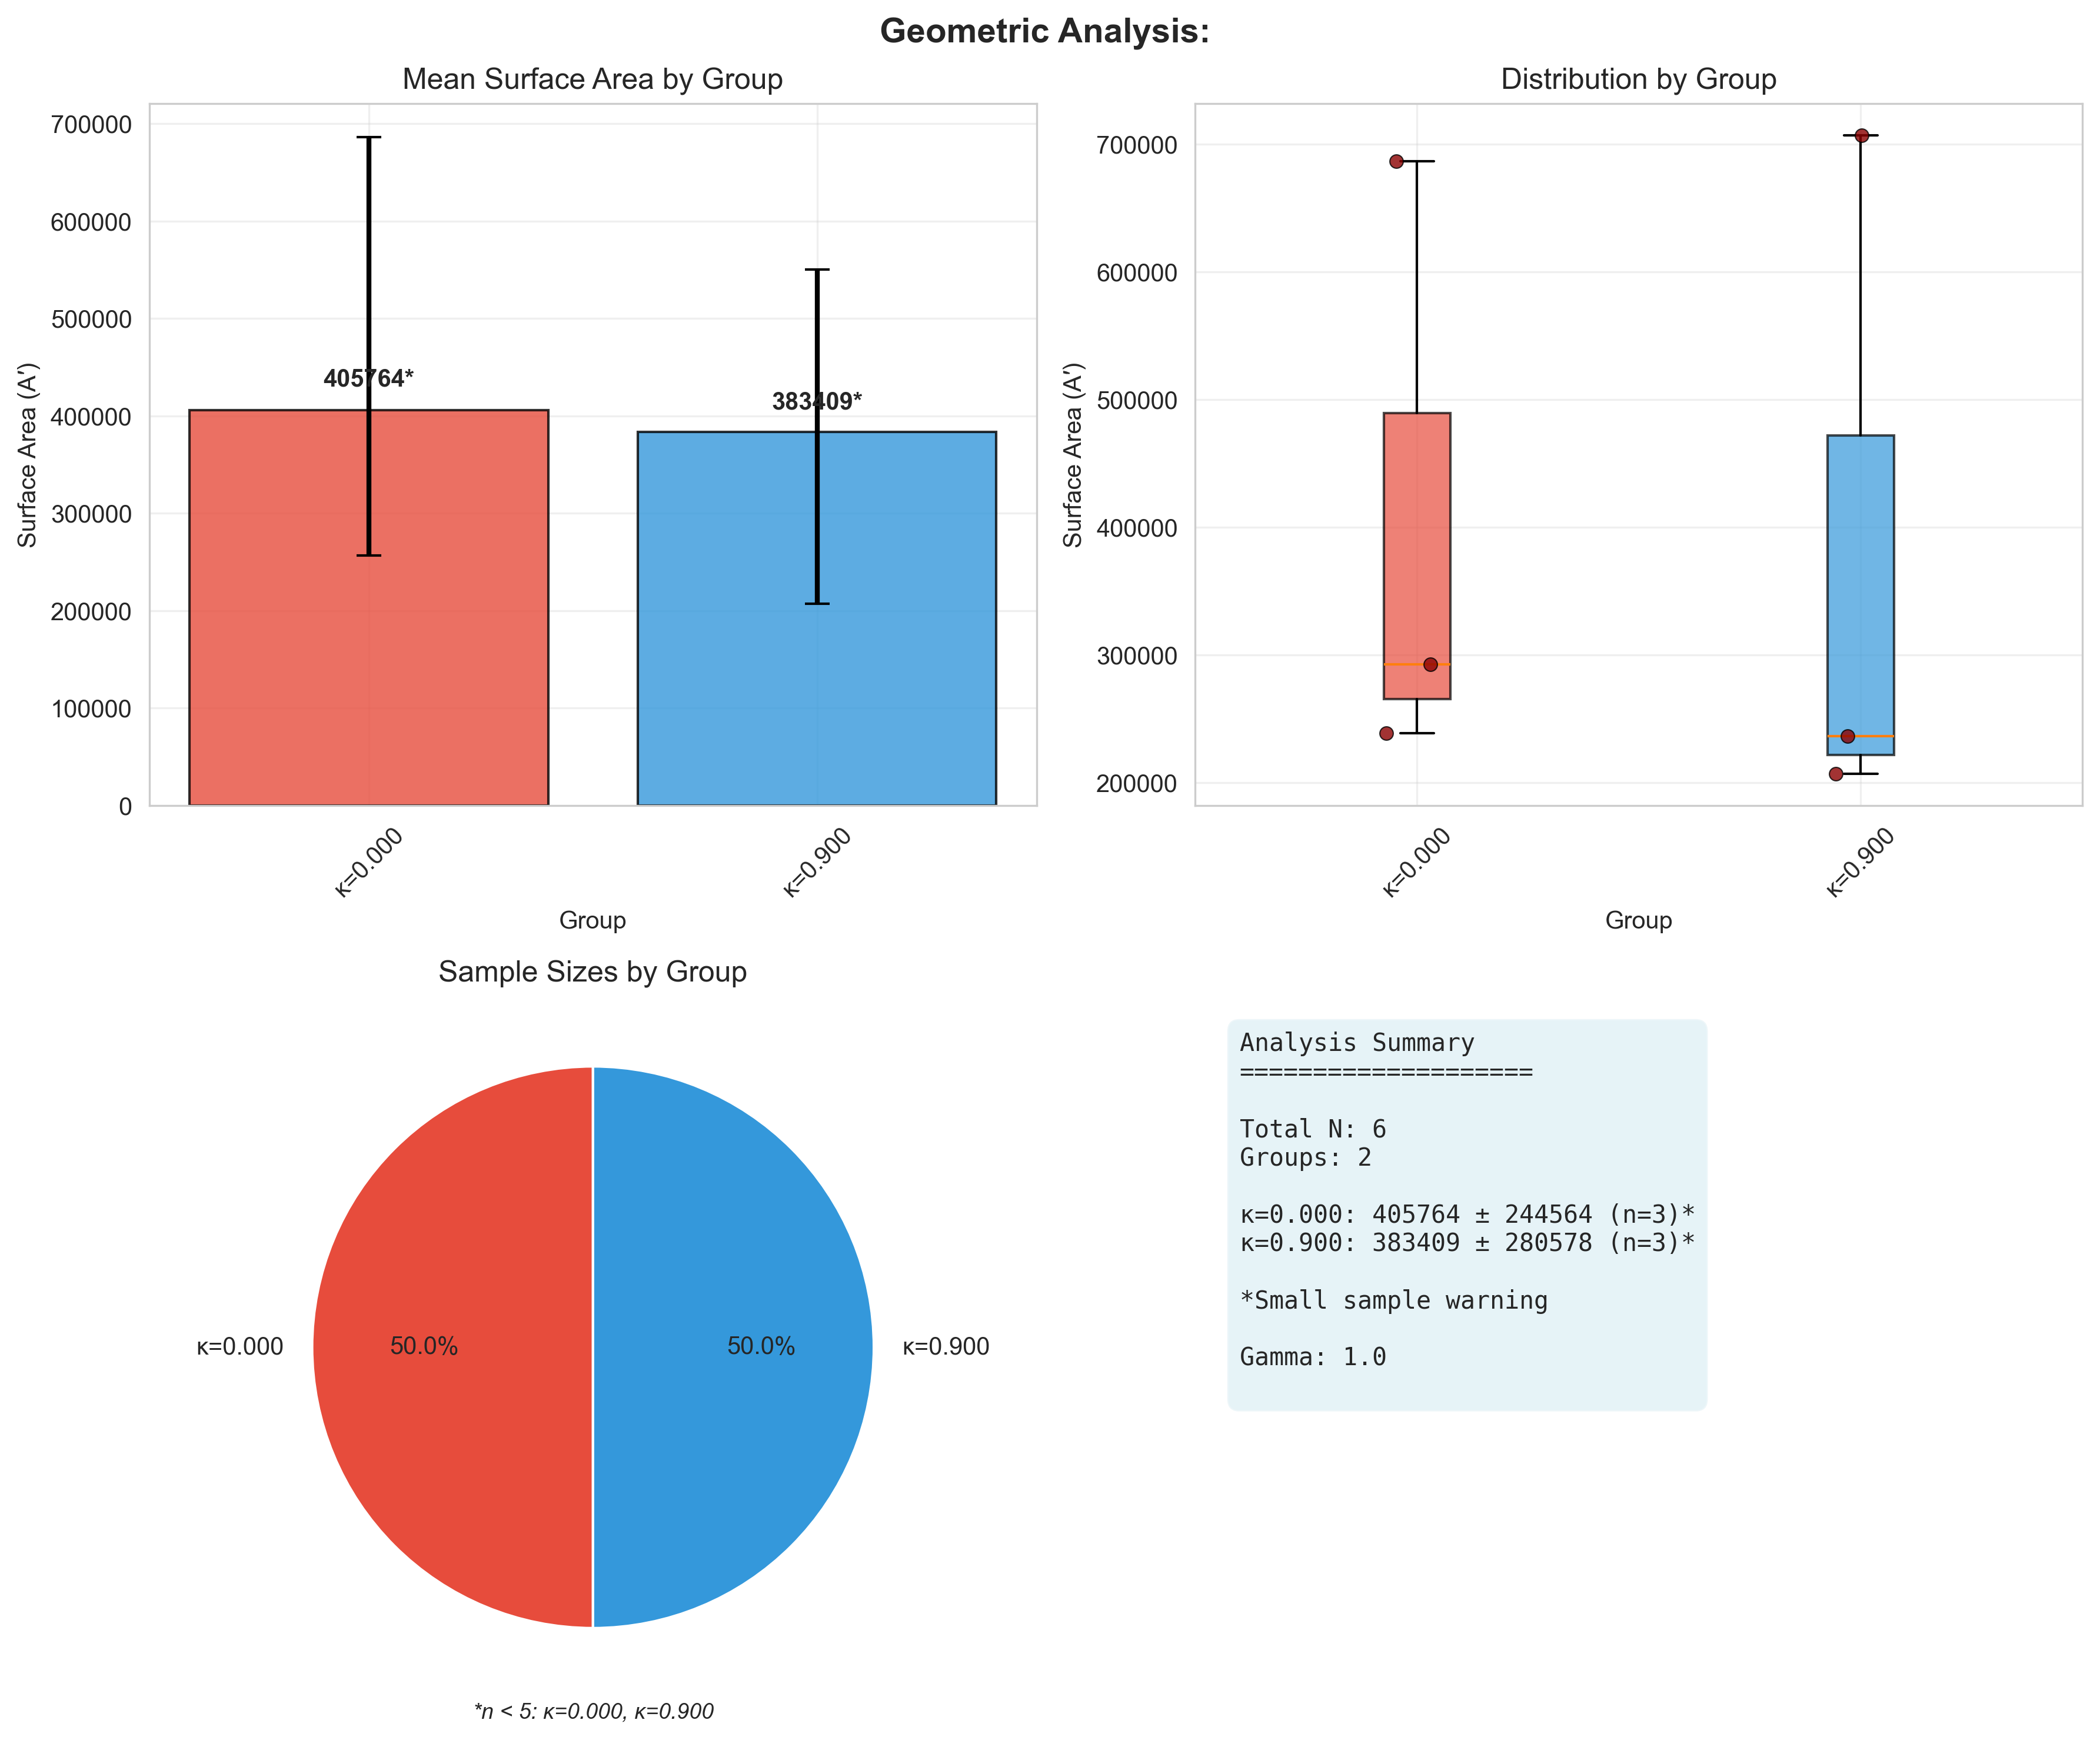 Geometric Analysis:
Mean Surface Area by Group
700000
600000
500000
400000
300000
200000
100000
0
Surface Area (A′)
405764*
383409*
κ=0.000
κ=0.900
Group
Distribution by Group
700000
600000
500000
400000
300000
200000
Surface Area (A′)
κ=0.000
κ=0.900
Group
Sample Sizes by Group
κ=0.000
50.0%
50.0%
κ=0.900
*n < 5: κ=0.000, κ=0.900
Analysis Summary
====================
Total N: 6
Groups: 2
κ=0.000: 405764 ± 244564 (n=3)*
κ=0.900: 383409 ± 280578 (n=3)*
*Small sample warning
Gamma: 1.0